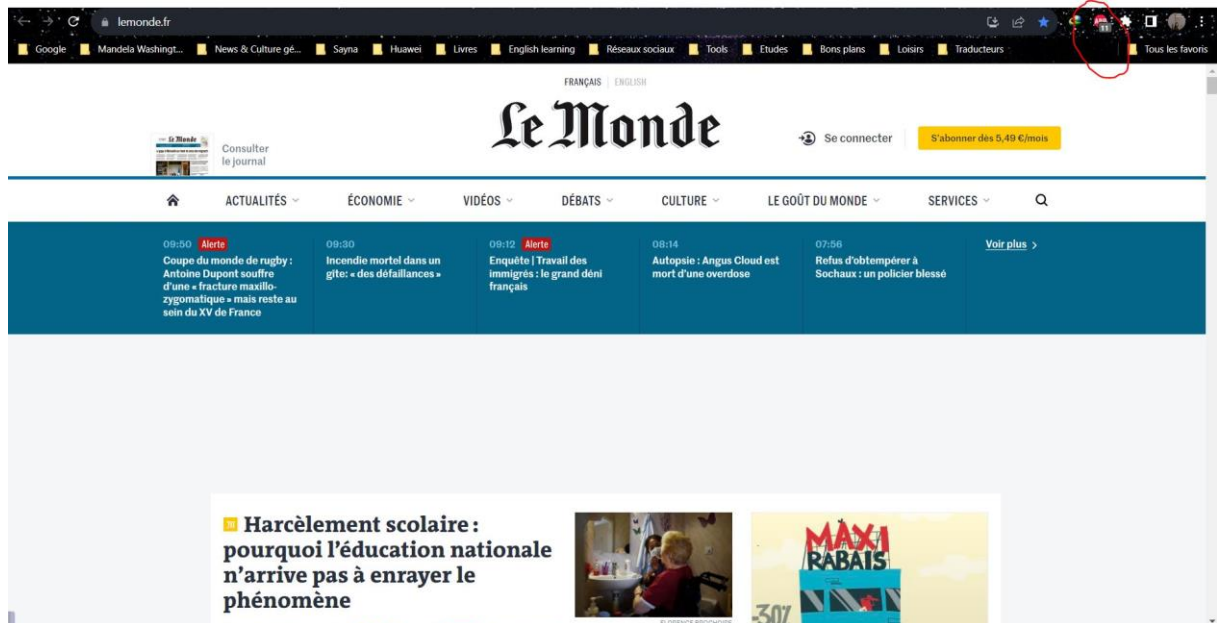 lemonde.fr
Google Mandela Washingt... News & Culture gé... Sayna Huawei Livres English learning Réseaux sociaux Tools Etudes Bons plans Loisirs Traducteurs Tous les favoris
11
FRANÇAIS | ENGLISH
Le Monde
Le Monde
Consulter
le journal
Se connecter
S'abonner dès 5,49 €/mois
ACTUALITÉS ÉCONOMIE VIDÉOS DÉBATS CULTURE LE GOÛT DU MONDE SERVICES
09:50 Alerte
Coupe du monde de rugby :
Antoine Dupont souffre
d'une « fracture maxillo-
zygomatique » mais reste au
sein du XV de France
09:30
Incendie mortel dans un
gîte: « des défaillances »
09:12 Alerte
Enquête | Travail des
immigrés : le grand déni
français
08:14
Autopsie : Angus Cloud est
mort d'une overdose
07:56
Refus d'obtempérer à
Sochaux : un policier blessé
Voir plus >
Harcèlement scolaire :
pourquoi l'éducation nationale
n'arrive pas à enrayer le
phénomène
MAXI
RABAIS
-30%